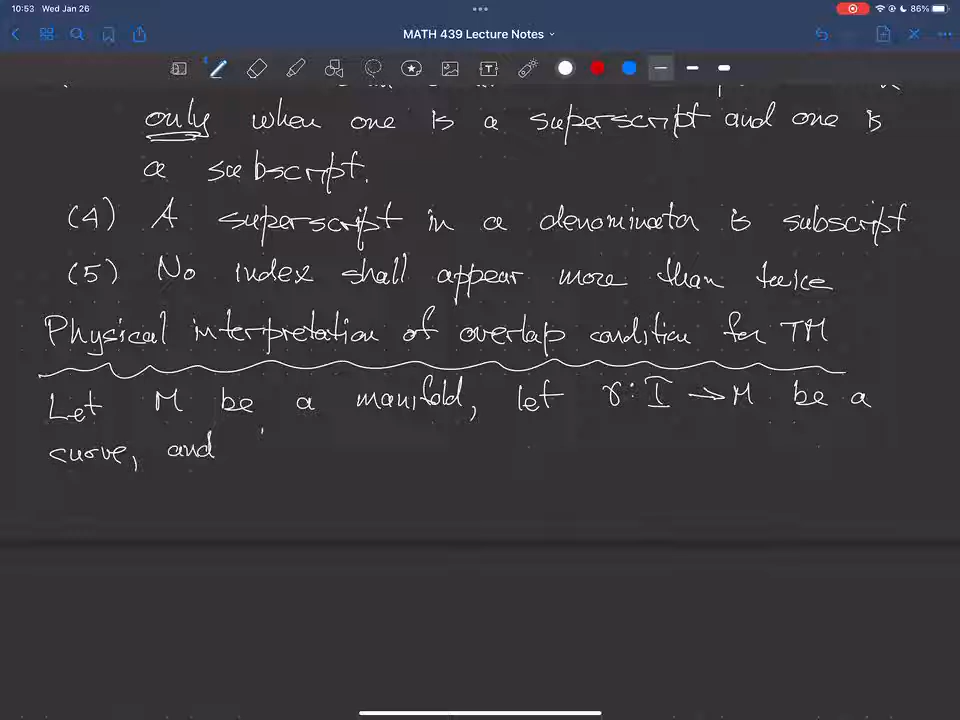 10:53 Wed Jan 26
86%
MATH 439 Lecture Notes
only when one is a superscript and one is
a subscript.
(4) A superscript in a denominator is subscript
(5) No index shall appear more than twice
Physical interpretation of overlap condition for TM
Let M be a manifold, let γ: I → M be a
curve, and